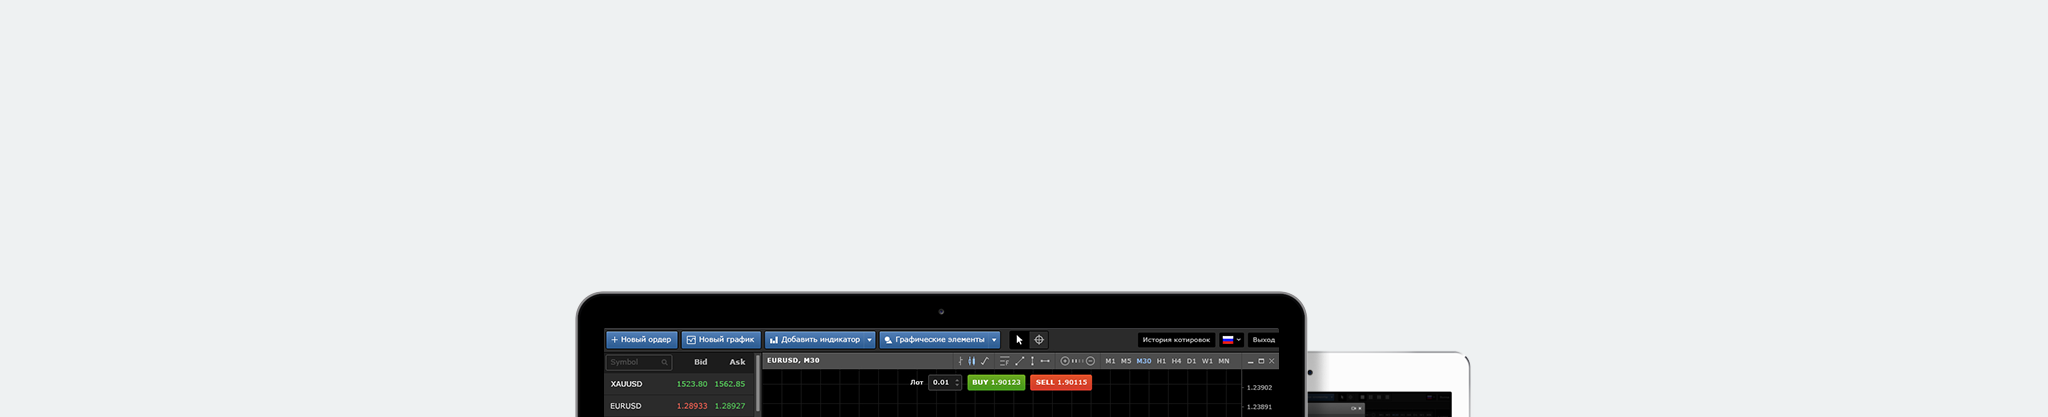 Новый ордер Новый график Добавить индикатор Графические элементы История котировок Выход
Symbol Bid Ask EURUSD, M30 M1 M5 M30 H1 H4 D1 W1 MN
XAUUSD 1523.80 1562.85 Лот 0.01 BUY 1.90123 SELL 1.90115 1.23902
EURUSD 1.28933 1.28927 1.23891